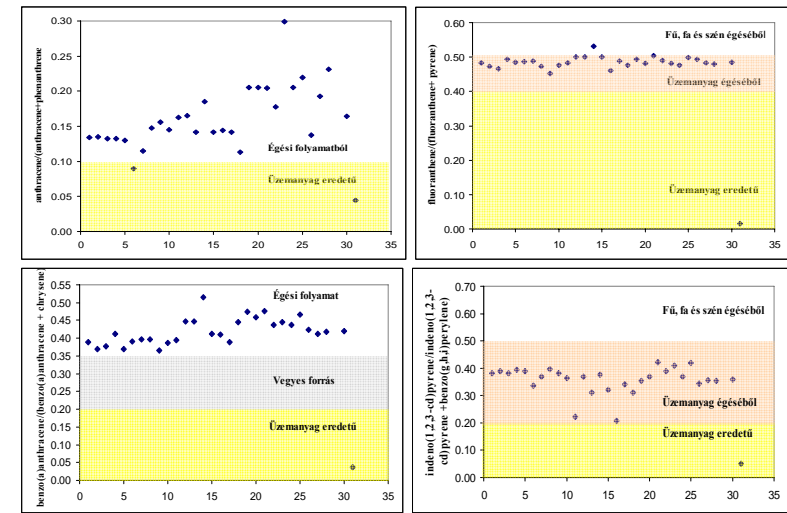 anthracene/(anthracene+phenanthrene)
0.30
0.25
0.20
0.15
0.10
0.05
0.00
Égési folyamatból
Üzemanyag eredetű
0 5 10 15 20 25 30 35
fluoranthene/(fluoranthene+ pyrene)
0.60
0.50
0.40
0.30
0.20
0.10
0.00
Fű, fa és szén égéséből
Üzemanyag égéséből
Üzemanyag eredetű
0 5 10 15 20 25 30 35
benzo(a)anthracene/(benzo(a)anthracene + chrysene)
0.55
0.50
0.45
0.40
0.35
0.30
0.25
0.20
0.15
0.10
0.05
0.00
Égési folyamat
Vegyes forrás
Üzemanyag eredetű
0 5 10 15 20 25 30 35
indeno(1,2,3-cd)pyrene/indeno(1,2,3-
cd)pyrene +benzo(g,h,i)perylene)
0.70
0.60
0.50
0.40
0.30
0.20
0.10
0.00
Fű, fa és szén égéséből
Üzemanyag égéséből
Üzemanyag eredetű
0 5 10 15 20 25 30 35